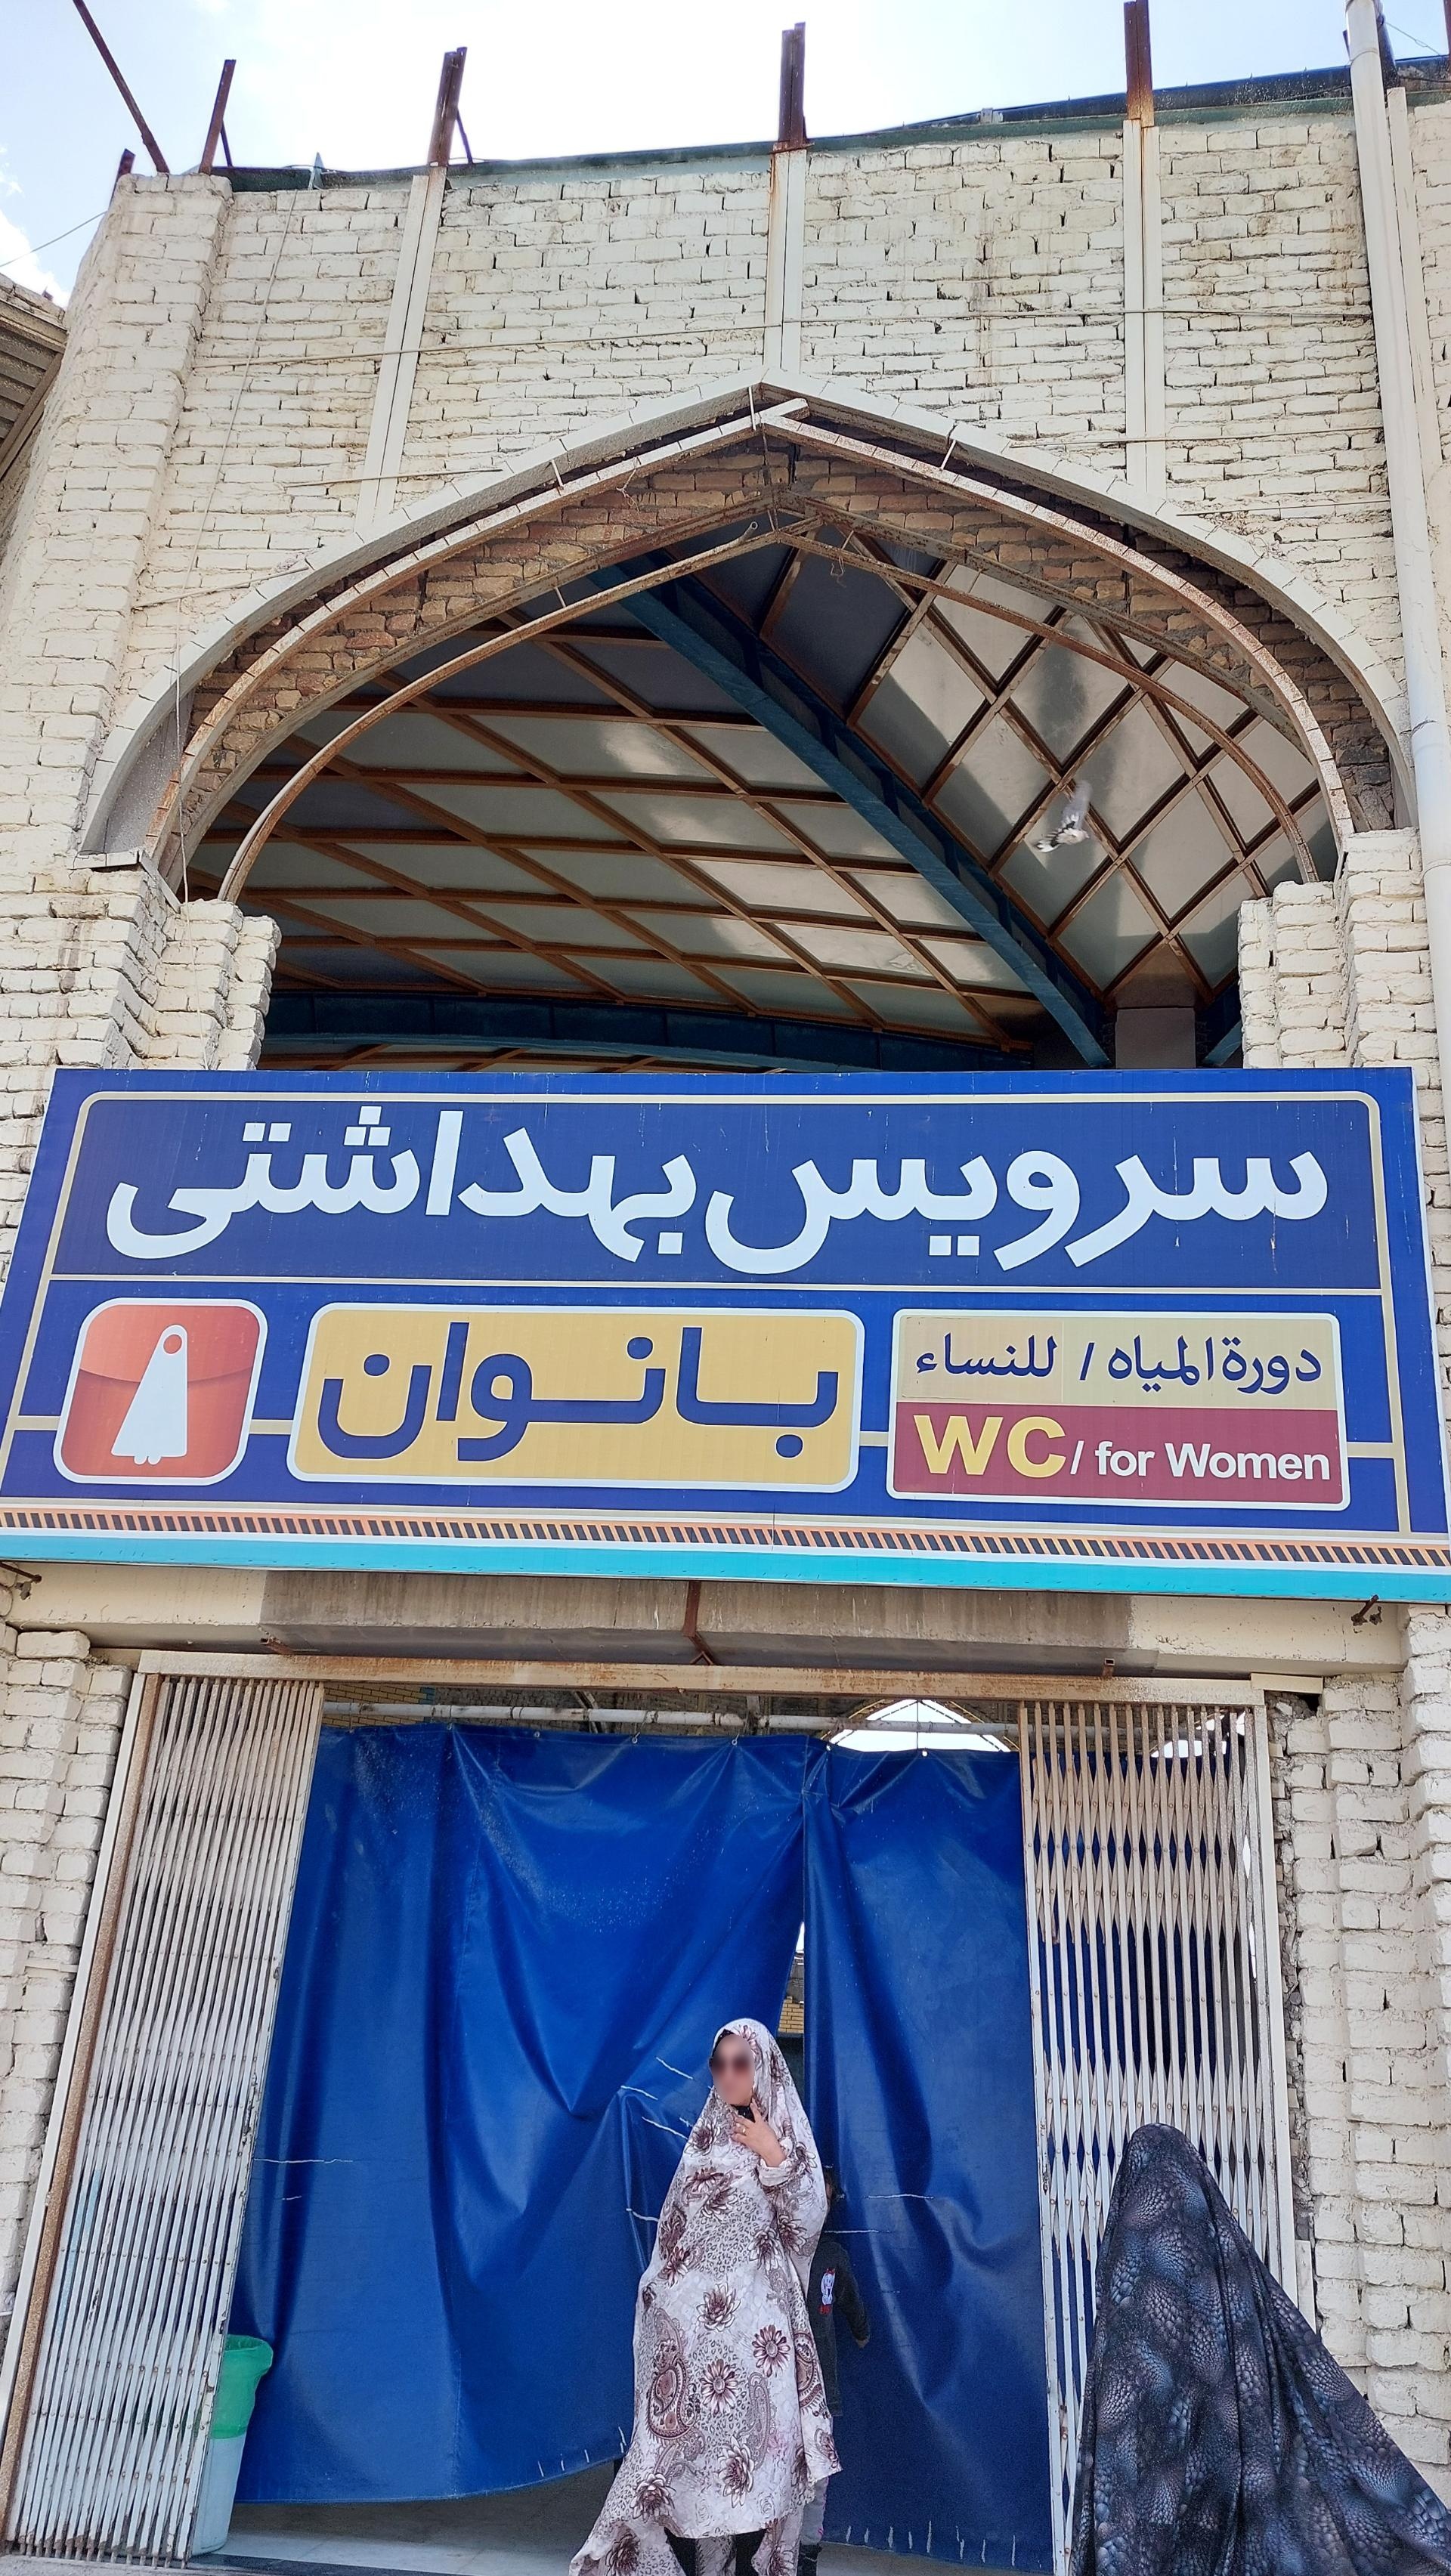 سرویس بهداشتی
بانوان
دورة المياه / للنساء
WC / for Women